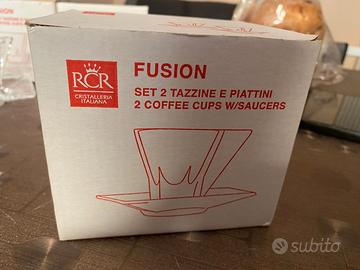 RCR
CRISTALLERIA
ITALIANA
FUSION
SET 2 TAZZINE E PIATTINI
2 COFFEE CUPS W/SAUCERS
subito